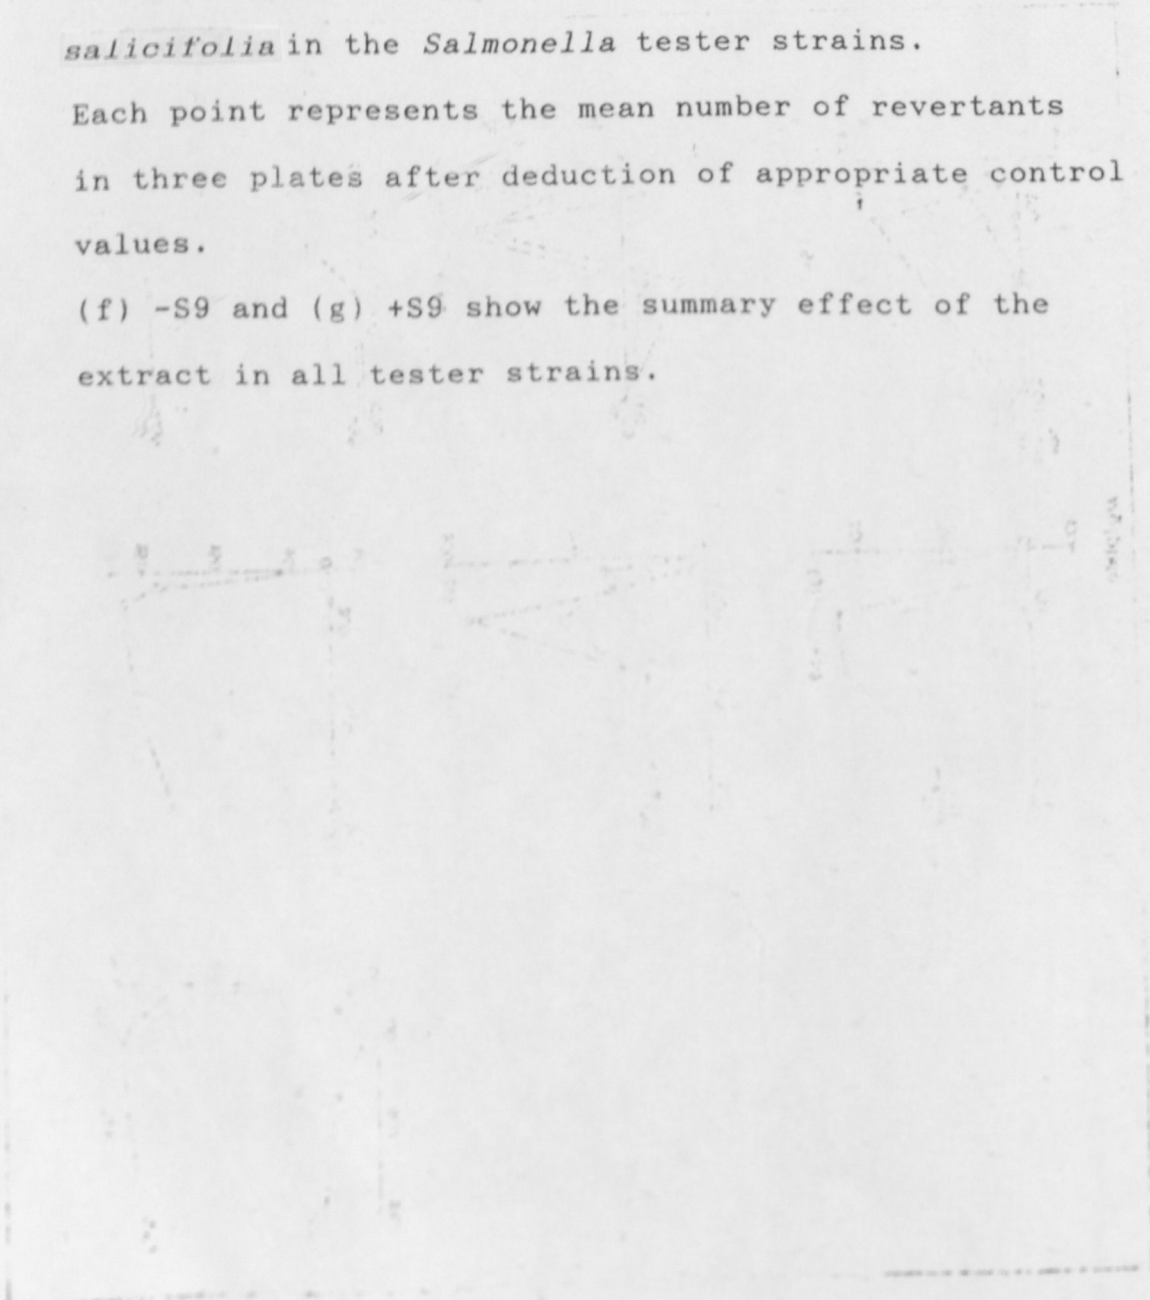 salicifolia in the Salmonella tester strains.
Each point represents the mean number of revertants
in three plates after deduction of appropriate control
values.
(f) -S9 and (g) +S9 show the summary effect of the
extract in all tester strains.